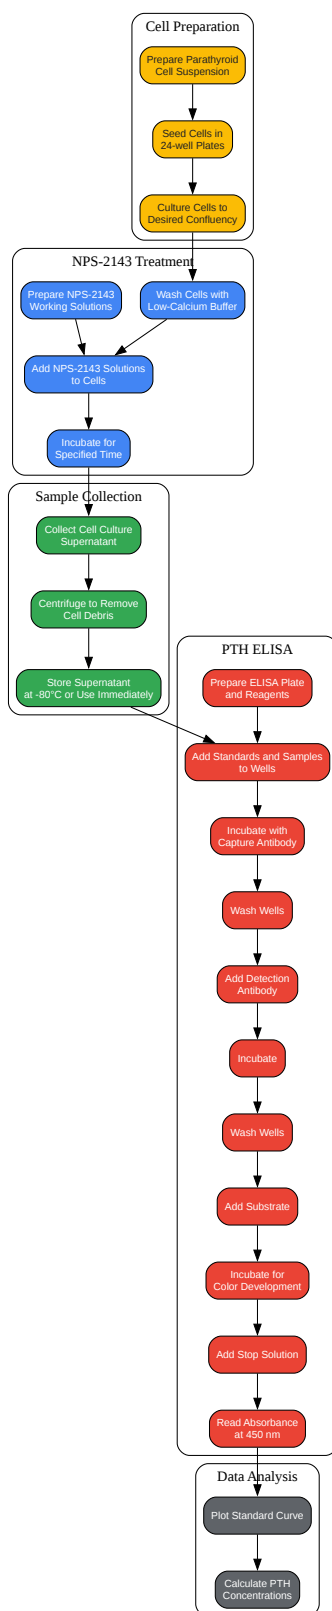 Cell Preparation
Prepare Parathyroid
Cell Suspension
Seed Cells in
24-well Plates
Culture Cells to
Desired Confluency
NPS-2143 Treatment
Prepare NPS-2143
Working Solutions
Wash Cells with
Low-Calcium Buffer
Add NPS-2143 Solutions
to Cells
Incubate for
Specified Time
Sample Collection
Collect Cell Culture
Supernatant
Centrifuge to Remove
Cell Debris
Store Supernatant
at -80°C or Use Immediately
PTH ELISA
Prepare ELISA Plate
and Reagents
Add Standards and Samples
to Wells
Incubate with
Capture Antibody
Wash Wells
Add Detection
Antibody
Incubate
Wash Wells
Add Substrate
Incubate for
Color Development
Add Stop Solution
Read Absorbance
at 450 nm
Data Analysis
Plot Standard Curve
Calculate PTH
Concentrations